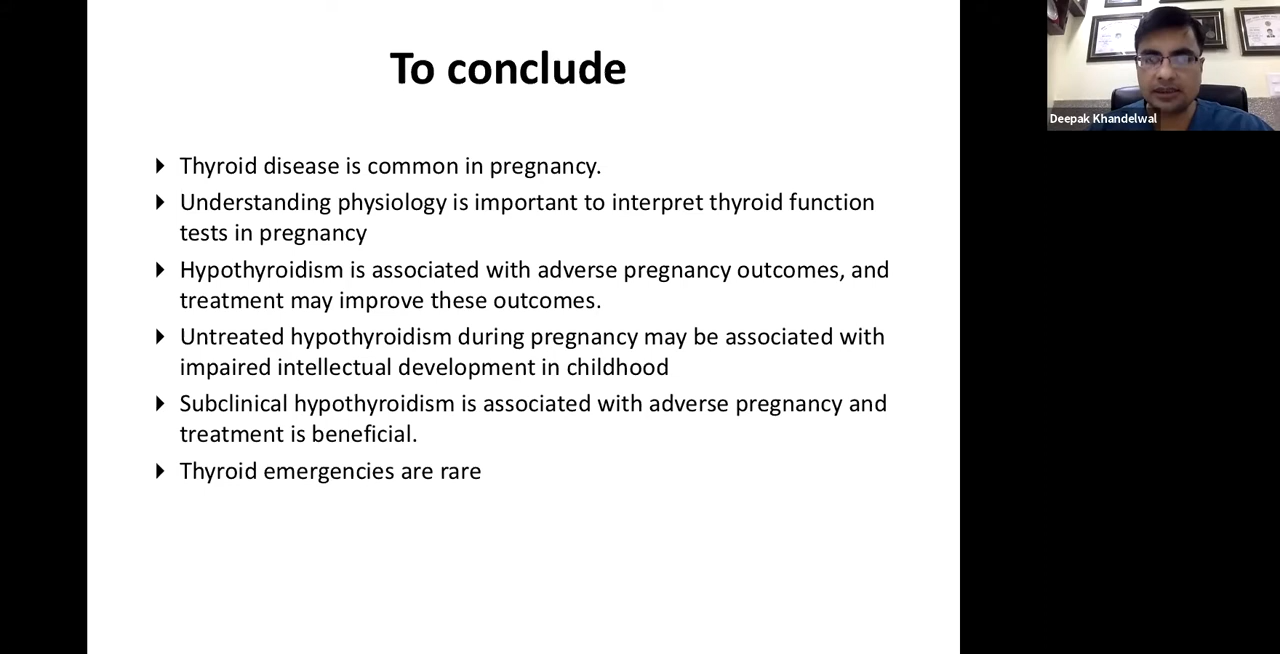 To conclude
Thyroid disease is common in pregnancy.
Understanding physiology is important to interpret thyroid function
tests in pregnancy
Hypothyroidism is associated with adverse pregnancy outcomes, and
treatment may improve these outcomes.
Untreated hypothyroidism during pregnancy may be associated with
impaired intellectual development in childhood
Subclinical hypothyroidism is associated with adverse pregnancy and
treatment is beneficial.
Thyroid emergencies are rare
Deepak Khandelwal